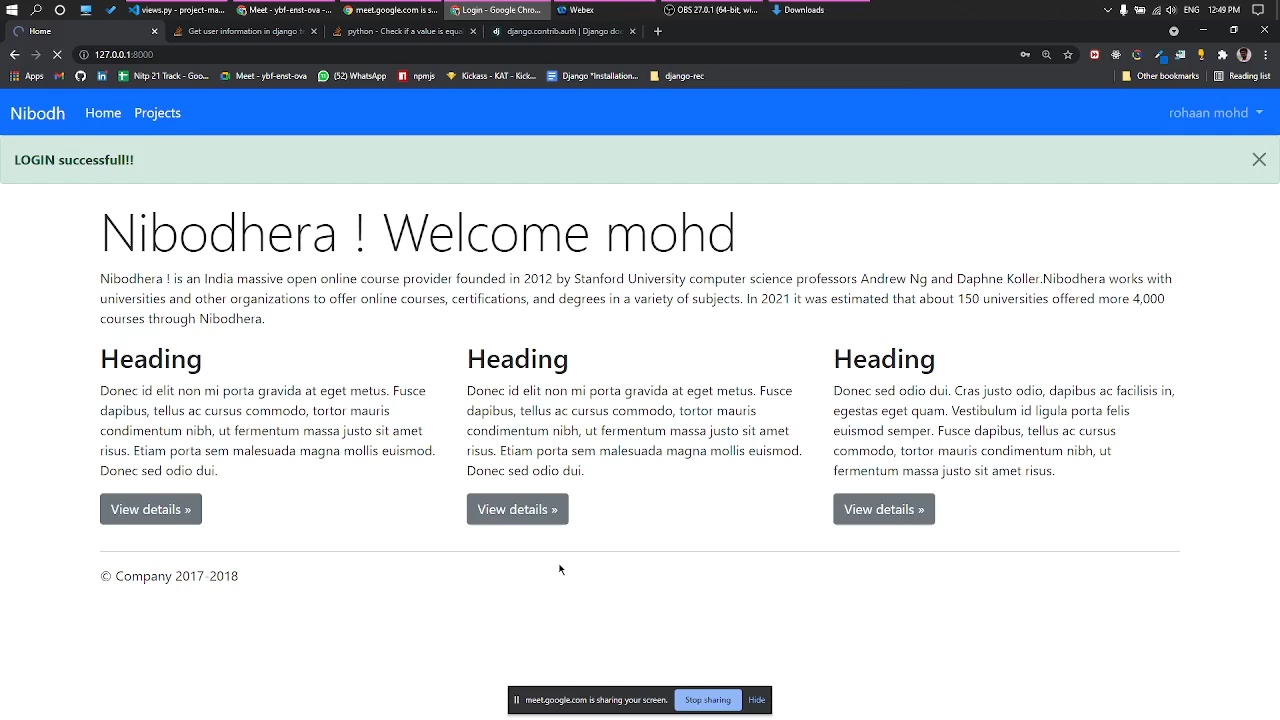 views.py - project-ma...
Meet - ybf-enst-ova ...
meet.google.com is s...
Login - Google Chro...
Webex
OBS 27.0.1 (64-bit, wi...
Downloads
ENG
12:49 PM
Home
Get user information in django t
python - Check if a value is equa
django.contrib.auth | Django do
127.0.0.1:8000
Apps
Nitp 21 Track - Goo...
Meet - ybf-enst-ova
(52) WhatsApp
npmjs
Kickass - KAT - Kick...
Django *Installation...
django-rec
Other bookmarks
Reading list
Nibodh
Home
Projects
rohaan mohd
LOGIN successfull!!
Nibodhera ! Welcome mohd
Nibodhera ! is an India massive open online course provider founded in 2012 by Stanford University computer science professors Andrew Ng and Daphne Koller.Nibodhera works with
universities and other organizations to offer online courses, certifications, and degrees in a variety of subjects. In 2021 it was estimated that about 150 universities offered more 4,000
courses through Nibodhera.
Heading
Donec id elit non mi porta gravida at eget metus. Fusce
dapibus, tellus ac cursus commodo, tortor mauris
condimentum nibh, ut fermentum massa justo sit amet
risus. Etiam porta sem malesuada magna mollis euismod.
Donec sed odio dui.
View details »
Heading
Donec id elit non mi porta gravida at eget metus. Fusce
dapibus, tellus ac cursus commodo, tortor mauris
condimentum nibh, ut fermentum massa justo sit amet
risus. Etiam porta sem malesuada magna mollis euismod.
Donec sed odio dui.
View details »
Heading
Donec sed odio dui. Cras justo odio, dapibus ac facilisis in,
egestas eget quam. Vestibulum id ligula porta felis
euismod semper. Fusce dapibus, tellus ac cursus
commodo, tortor mauris condimentum nibh, ut
fermentum massa justo sit amet risus.
View details »
© Company 2017-2018
meet.google.com is sharing your screen.
Stop sharing
Hide